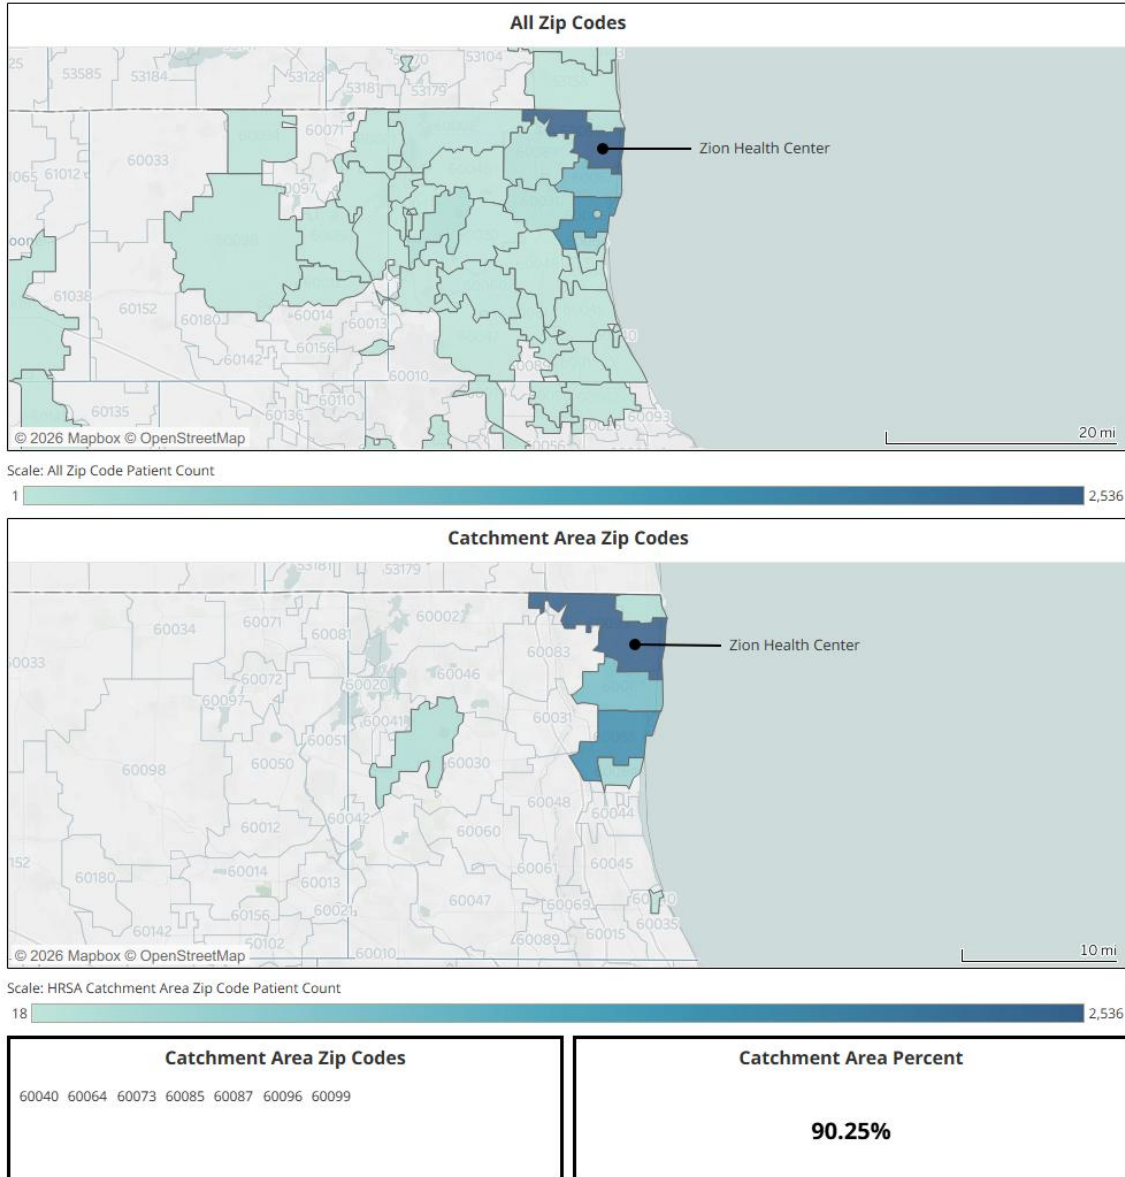 All Zip Codes
53104
53585 53184 53128
53181 53179
60071
60033
61012
60097
Zion Health Center
61038
60152
60180 60014 60013
60156
60142
60010
60110
60135 60136
60093
© 2026 Mapbox © OpenStreetMap
20 mi
Scale: All Zip Code Patient Count
1 2,536
Catchment Area Zip Codes
53181 53179
60071 60002
60034 60081
Zion Health Center
60083
60033
60072 60046
60020
60097
60041 60031
60051
60098 60050 60030
60048
60042 60044
60012 60060
60061 60045
60014
60180 60013
60047 60069
60156 60021
60035
60142 60015
60102 60089
60010
© 2026 Mapbox © OpenStreetMap
10 mi
Scale: HRSA Catchment Area Zip Code Patient Count
18 2,536
Catchment Area Zip Codes Catchment Area Percent
60040 60064 60073 60085 60087 60096 60099
90.25%